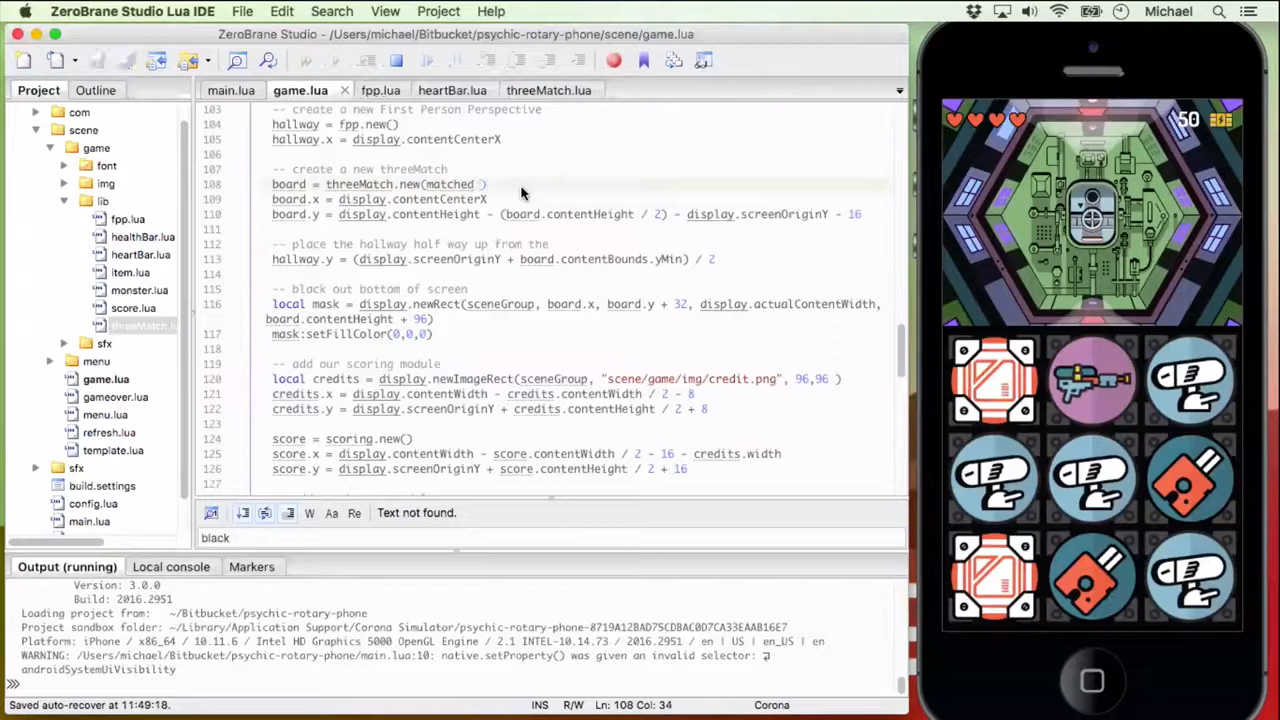 ZeroBrane Studio Lua IDE File Edit Search View Project Help Michael
ZeroBrane Studio - /Users/michael/Bitbucket/psychic-rotary-phone/scene/game.lua
Project Outline
main.lua game.lua fpp.lua heartBar.lua threeMatch.lua
com
scene
game
font
img
lib
fpp.lua
healthBar.lua
heartBar.lua
item.lua
monster.lua
score.lua
threeMatch.lu
sfx
menu
game.lua
gameover.lua
menu.lua
refresh.lua
template.lua
sfx
build.settings
config.lua
main.lua
103 -- create a new First Person Perspective
104 hallway = fpp.new()
105 hallway.x = display.contentCenterX
106
107 -- create a new threeMatch
108 board = threeMatch.new(matched )
109 board.x = display.contentCenterX
110 board.y = display.contentHeight - (board.contentHeight / 2) - display.screenOriginY - 16
111
112 -- place the hallway half way up from the
113 hallway.y = (display.screenOriginY + board.contentBounds.yMin) / 2
114
115 -- black out bottom of screen
116 local mask = display.newRect(sceneGroup, board.x, board.y + 32, display.actualContentWidth,
board.contentHeight + 96)
117 mask:setFillColor(0,0,0)
118
119 -- add our scoring module
120 local credits = display.newImageRect(sceneGroup, "scene/game/img/credit.png", 96,96 )
121 credits.x = display.contentWidth - credits.contentWidth / 2 - 8
122 credits.y = display.screenOriginY + credits.contentHeight / 2 + 8
123
124 score = scoring.new()
125 score.x = display.contentWidth - score.contentWidth / 2 - 16 - credits.width
126 score.y = display.screenOriginY + score.contentHeight / 2 + 16
127
W Aa Re Text not found.
black
Output (running) Local console Markers
Version: 3.0.0
Build: 2016.2951
Loading project from: ~/Bitbucket/psychic-rotary-phone
Project sandbox folder: ~/Library/Application Support/Corona Simulator/psychic-rotary-phone-8719A12BAD75CDBAC0D7CA33EAAB16E7
Platform: iPhone / x86_64 / 10.11.6 / Intel HD Graphics 5000 OpenGL Engine / 2.1 INTEL-10.14.73 / 2016.2951 / en | US | en_US | en
WARNING: /Users/michael/Bitbucket/psychic-rotary-phone/main.lua:10: native.setProperty() was given an invalid selector:
androidSystemUiVisibility
Saved auto-recover at 11:49:18. INS R/W Ln: 108 Col: 34 Corona
50